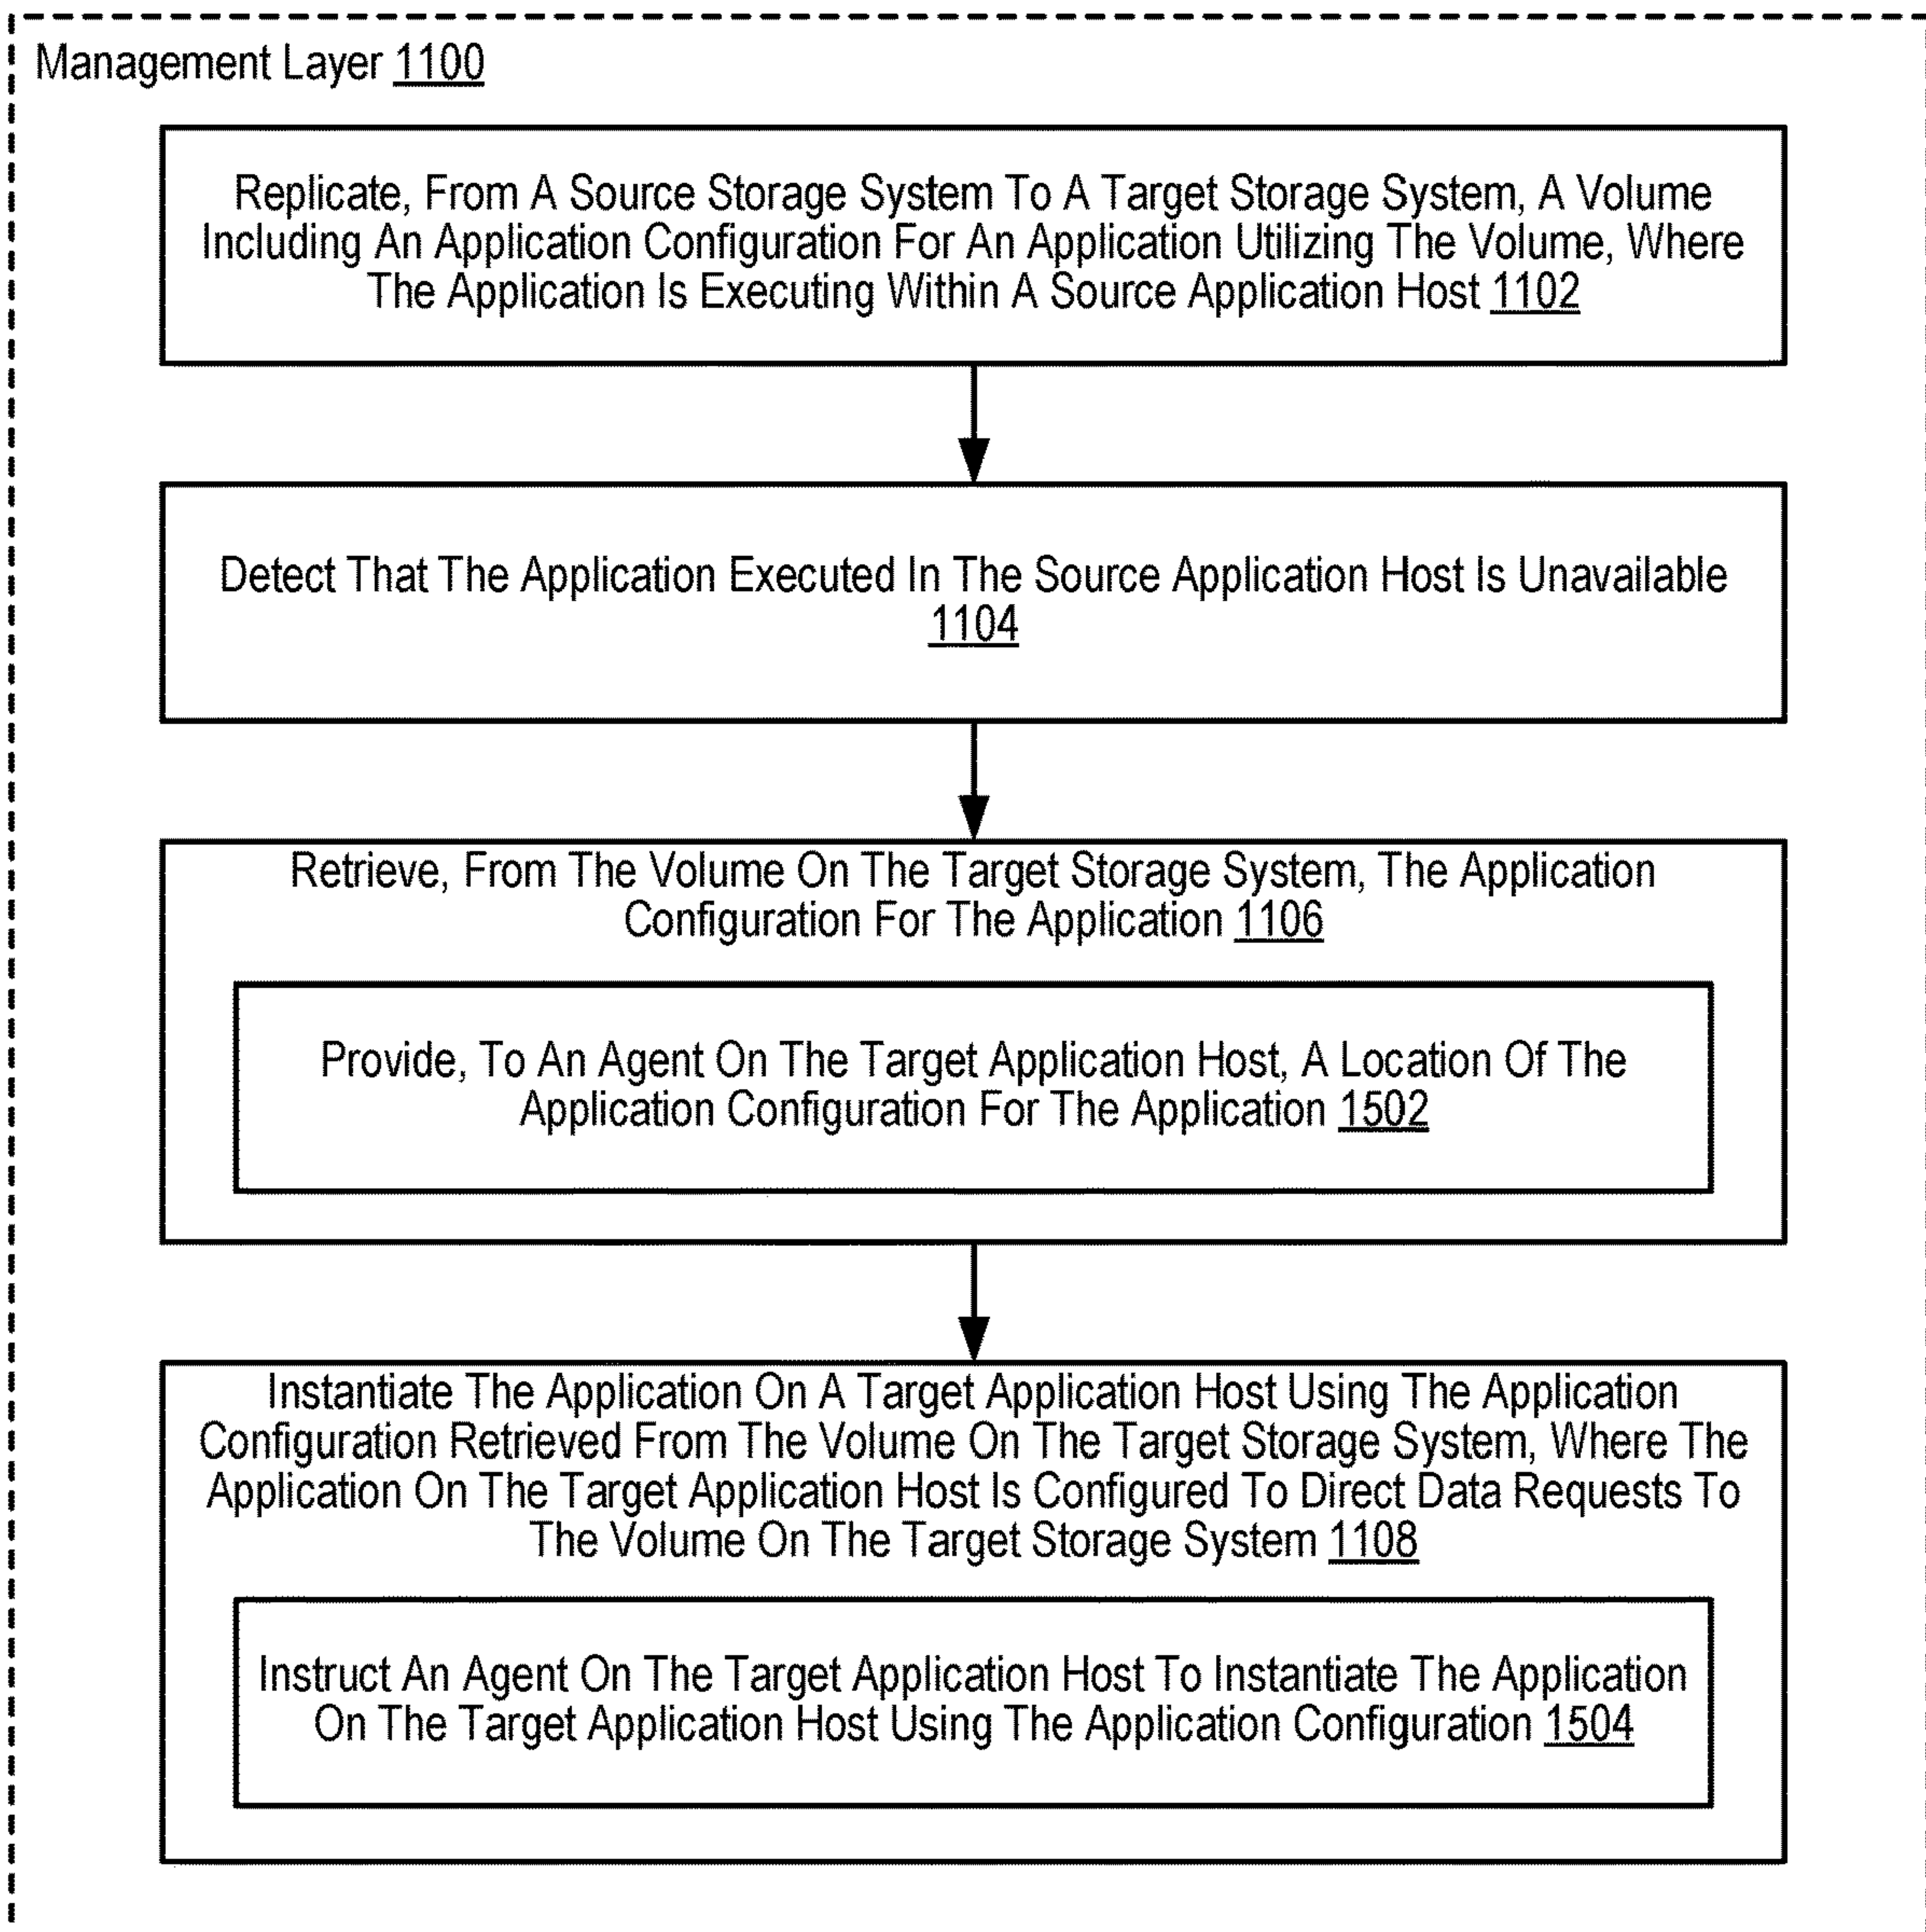 Management Layer 1100
Replicate, From A Source Storage System To A Target Storage System, A Volume
Including An Application Configuration For An Application Utilizing The Volume, Where
The Application Is Executing Within A Source Application Host 1102
Detect That The Application Executed In The Source Application Host Is Unavailable
1104
Retrieve, From The Volume On The Target Storage System, The Application
Configuration For The Application 1106
Provide, To An Agent On The Target Application Host, A Location Of The
Application Configuration For The Application 1502
Instantiate The Application On A Target Application Host Using The Application
Configuration Retrieved From The Volume On The Target Storage System, Where The
Application On The Target Application Host Is Configured To Direct Data Requests To
The Volume On The Target Storage System 1108
Instruct An Agent On The Target Application Host To Instantiate The Application
On The Target Application Host Using The Application Configuration 1504